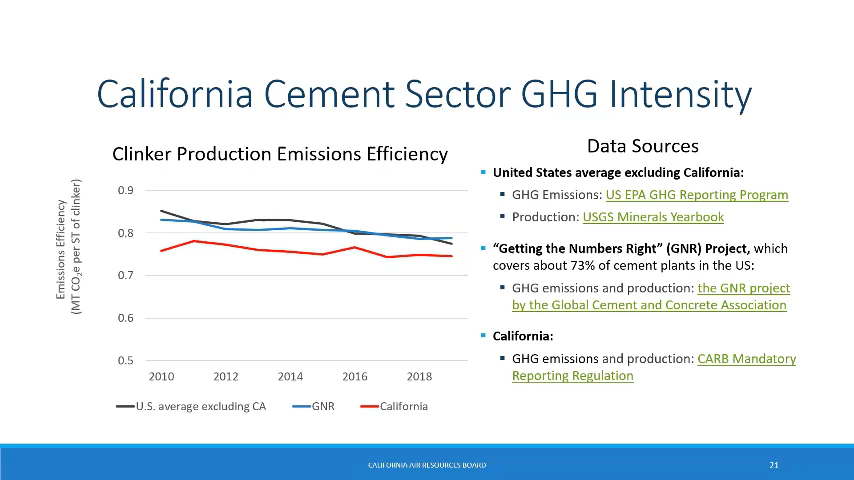 California Cement Sector GHG Intensity
Clinker Production Emissions Efficiency
Emissions Efficiency
(MT CO2e per ST of clinker)
0.9
0.8
0.7
0.6
0.5
2010 2012 2014 2016 2018
U.S. average excluding CA GNR California
Data Sources
United States average excluding California:
GHG Emissions: US EPA GHG Reporting Program
Production: USGS Minerals Yearbook
“Getting the Numbers Right” (GNR) Project, which
covers about 73% of cement plants in the US:
GHG emissions and production: the GNR project
by the Global Cement and Concrete Association
California:
GHG emissions and production: CARB Mandatory
Reporting Regulation
CALIFORNIA AIR RESOURCES BOARD
21